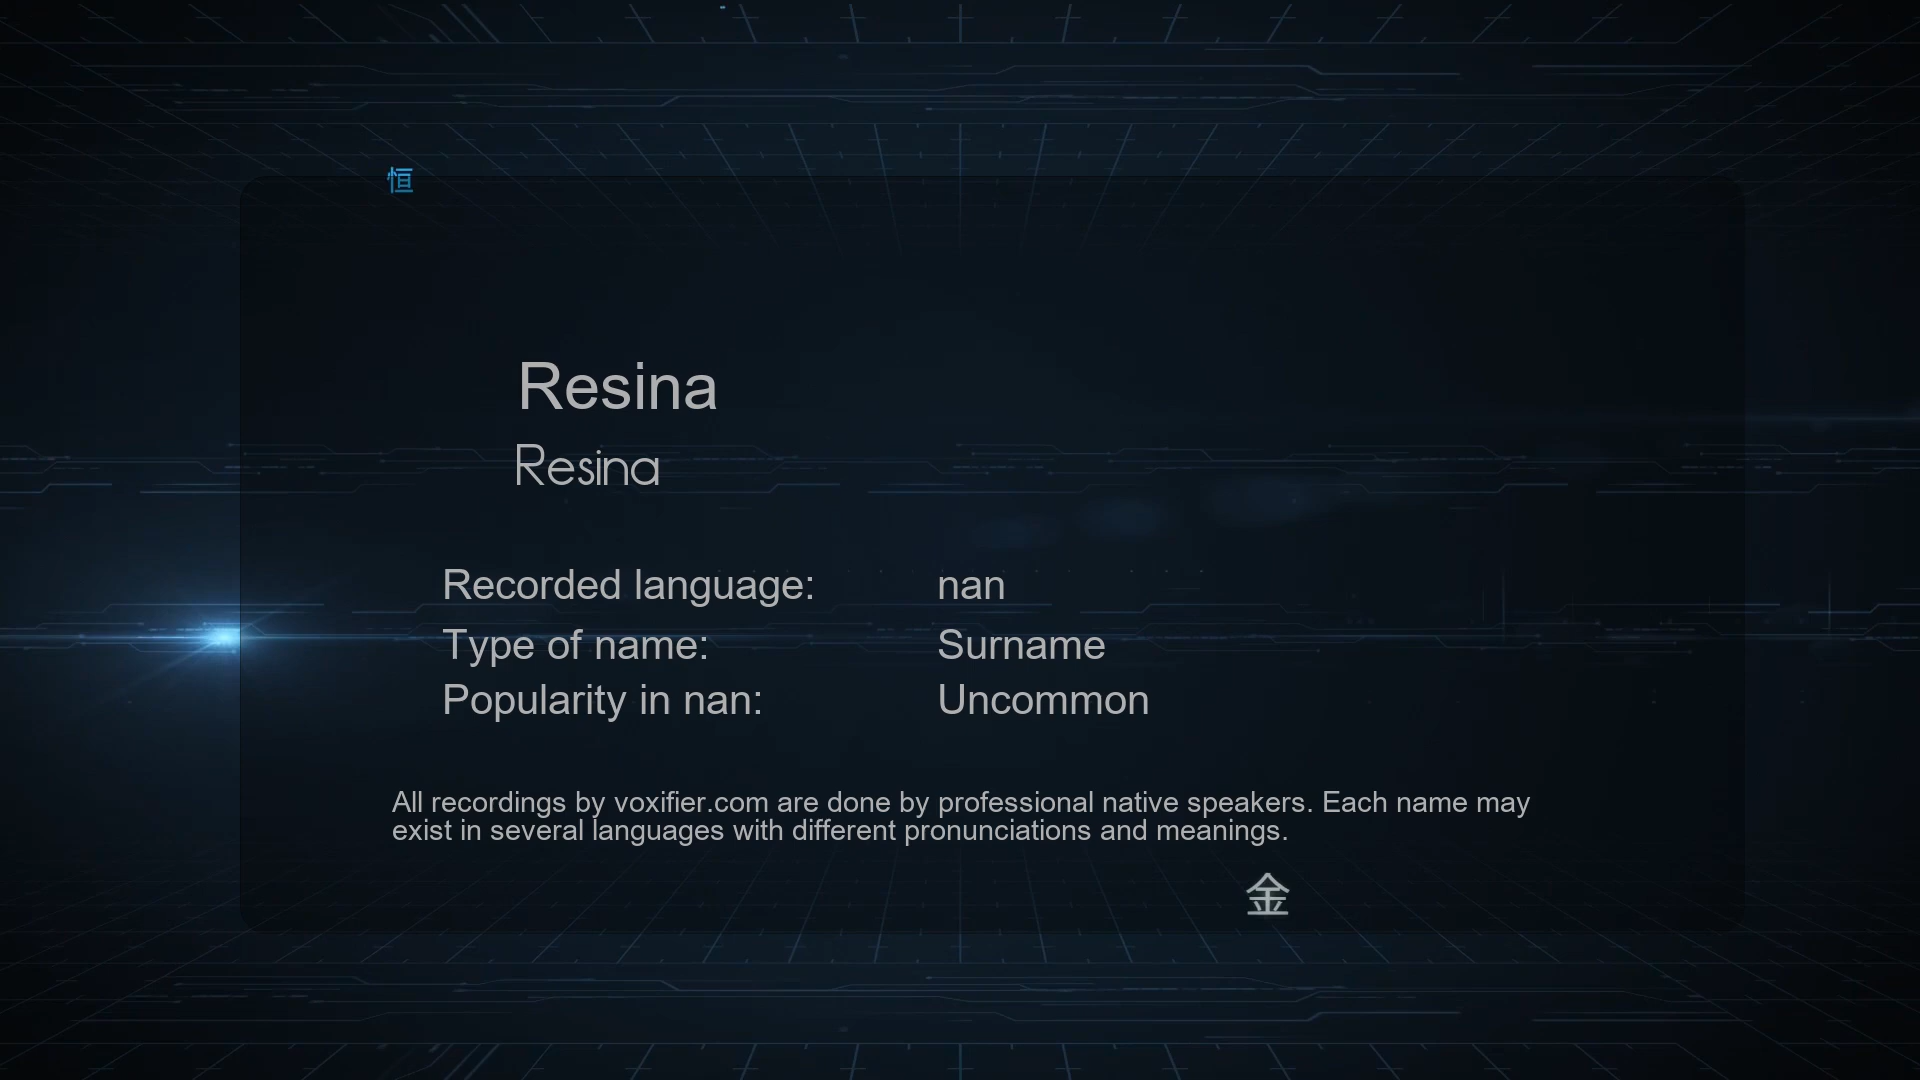 恒
Resina
Resina
Recorded language: nan
Type of name: Surname
Popularity in nan: Uncommon
All recordings by voxifier.com are done by professional native speakers. Each name may
exist in several languages with different pronunciations and meanings.
金